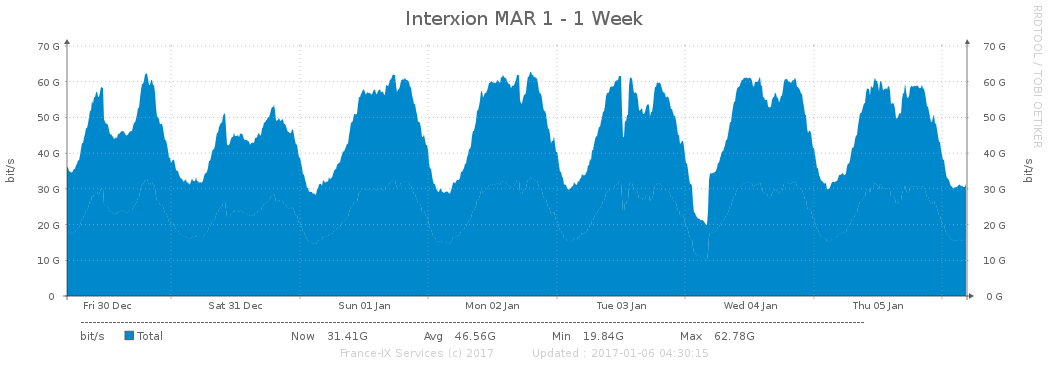 Interxion MAR 1 - 1 Week
RRDTOOL / TOBI OETIKER
bit/s
70 G 70 G
60 G 60 G
50 G 50 G
40 G 40 G
30 G 30 G
20 G 20 G
10 G 10 G
0 0 G
bit/s
Fri 30 Dec Sat 31 Dec Sun 01 Jan Mon 02 Jan Tue 03 Jan Wed 04 Jan Thu 05 Jan
bit/s Total Now 31.41G Avg 46.56G Min 19.84G Max 62.78G
France-IX Services (c) 2017 Updated : 2017-01-06 04:30:15